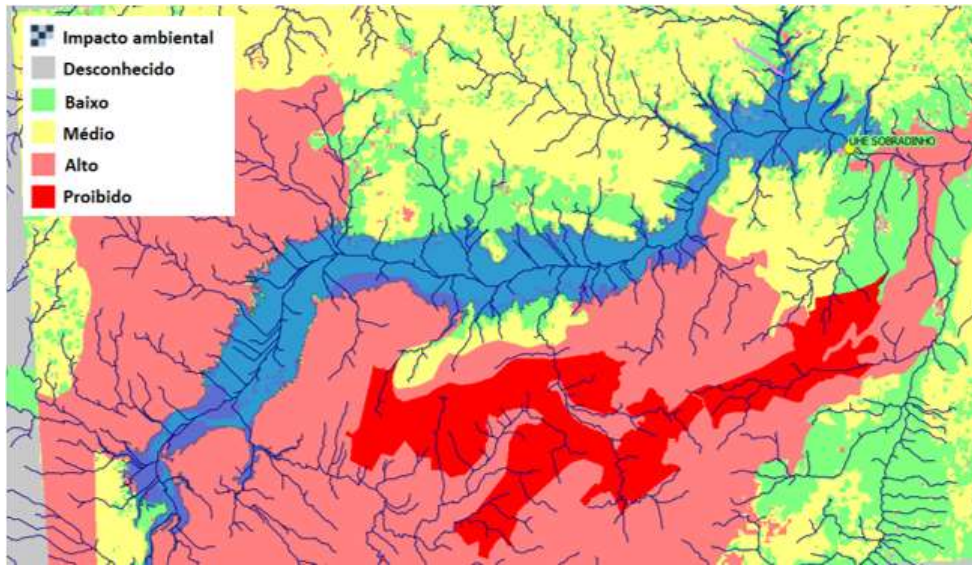 Impacto ambiental
Desconhecido
Baixo
Médio
Alto
Proibido
UHE SOBRADINHO